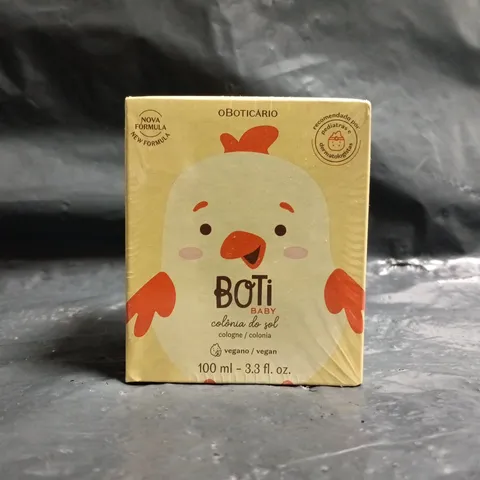 oBOTICÁRIO
NOVA
FÓRMULA
NEW FORMULA
recomendado por
pediatras e
dermatologistas
BOTi
BABY
colônia do sol
cologne / colonia
vegano / vegan
100 ml - 3.3 fl. oz.